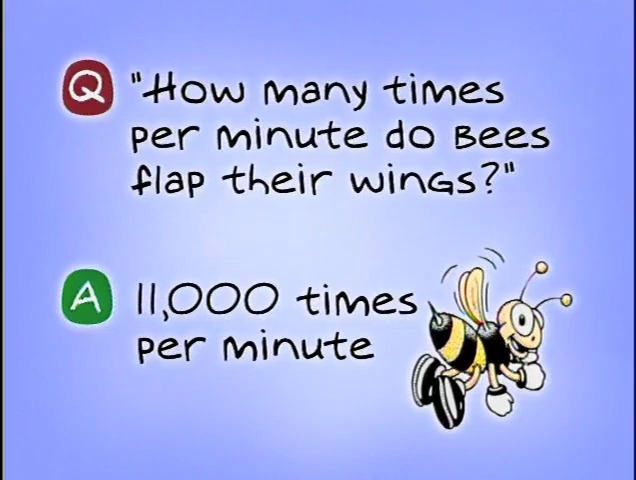 Q "How many times
per minute do Bees
flap their wings?"
A 11,000 times
per minute